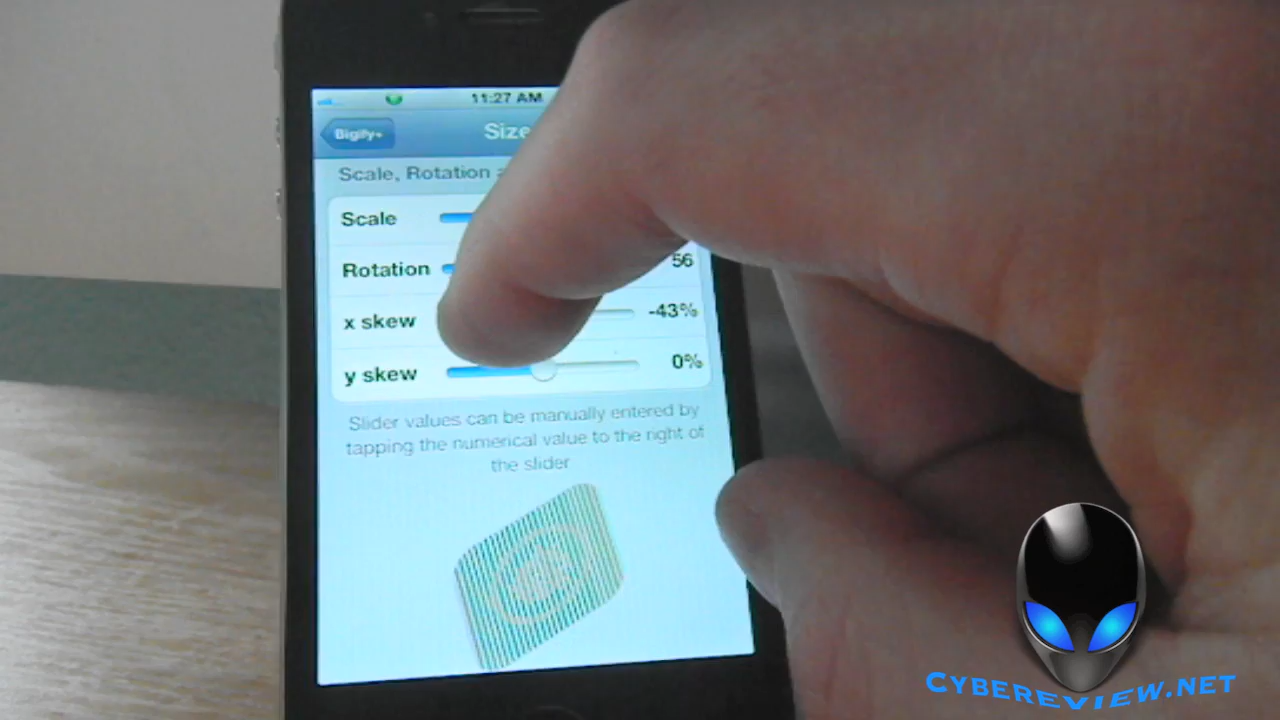 11:27 AM
Bigify+
Size
Scale, Rotation
Scale
Rotation
56
x skew
-43%
y skew
0%
Slider values can be manually entered by
tapping the numerical value to the right of
the slider
CYBEREVIEW.NET